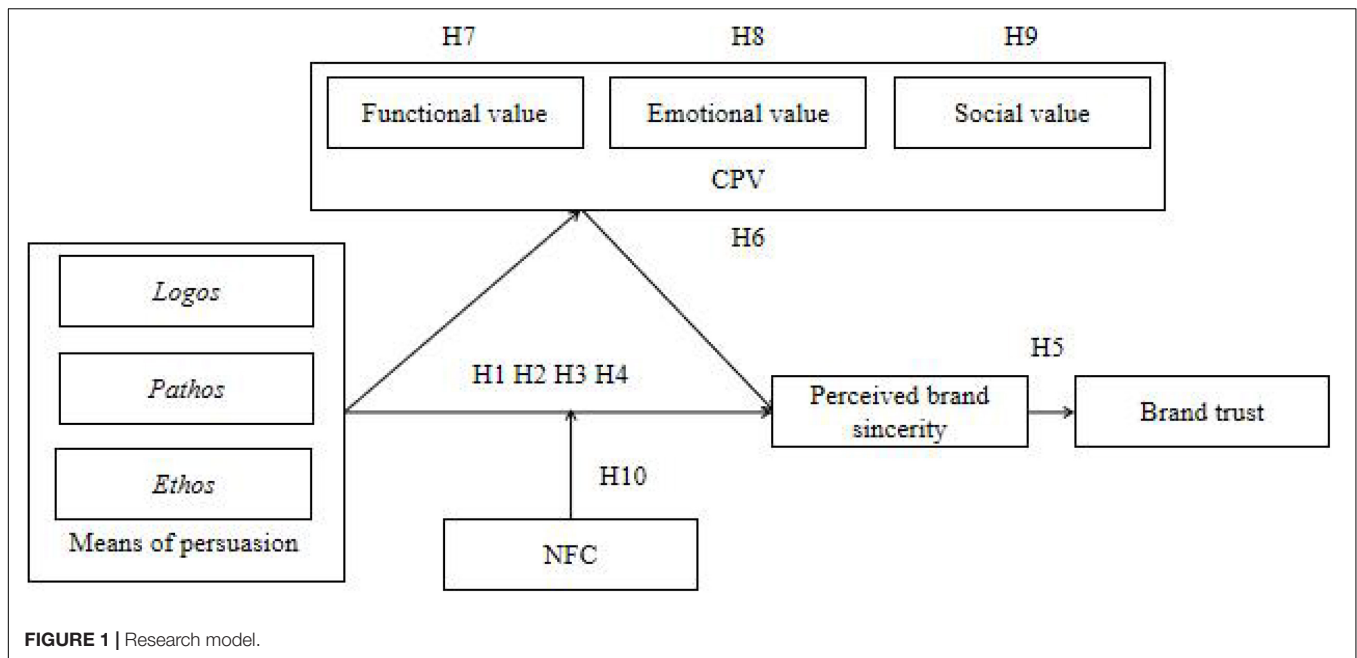 H7 H8 H9
Functional value Emotional value Social value
CPV
H6
Logos
Pathos
Ethos
Means of persuasion
H1 H2 H3 H4
H10
NFC
Perceived brand
sincerity
H5
Brand trust
FIGURE 1 | Research model.